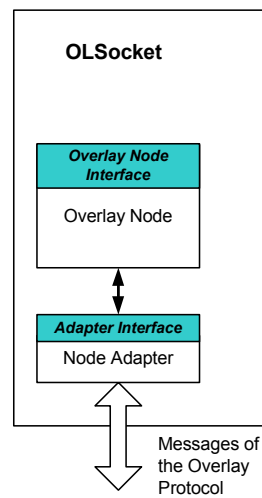 OLSocket
Overlay Node
Interface
Overlay Node
Adapter Interface
Node Adapter
Messages of
the Overlay
Protocol